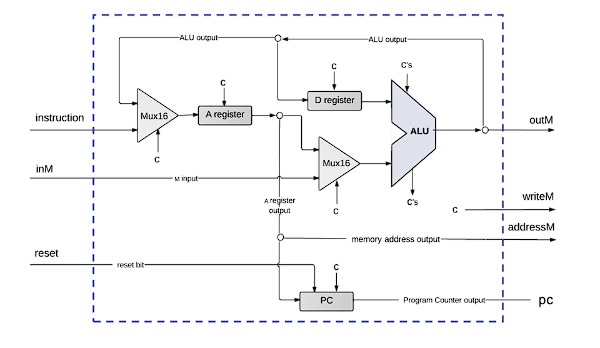 ALU output
ALU output
c
C's
Mux16
A register
D register
instruction
c
ALU
outM
inM
M input
Mux16
A register
output
c
C's
c
writeM
addressM
memory address output
reset
reset bit
c
PC
Program Counter output
pc
c